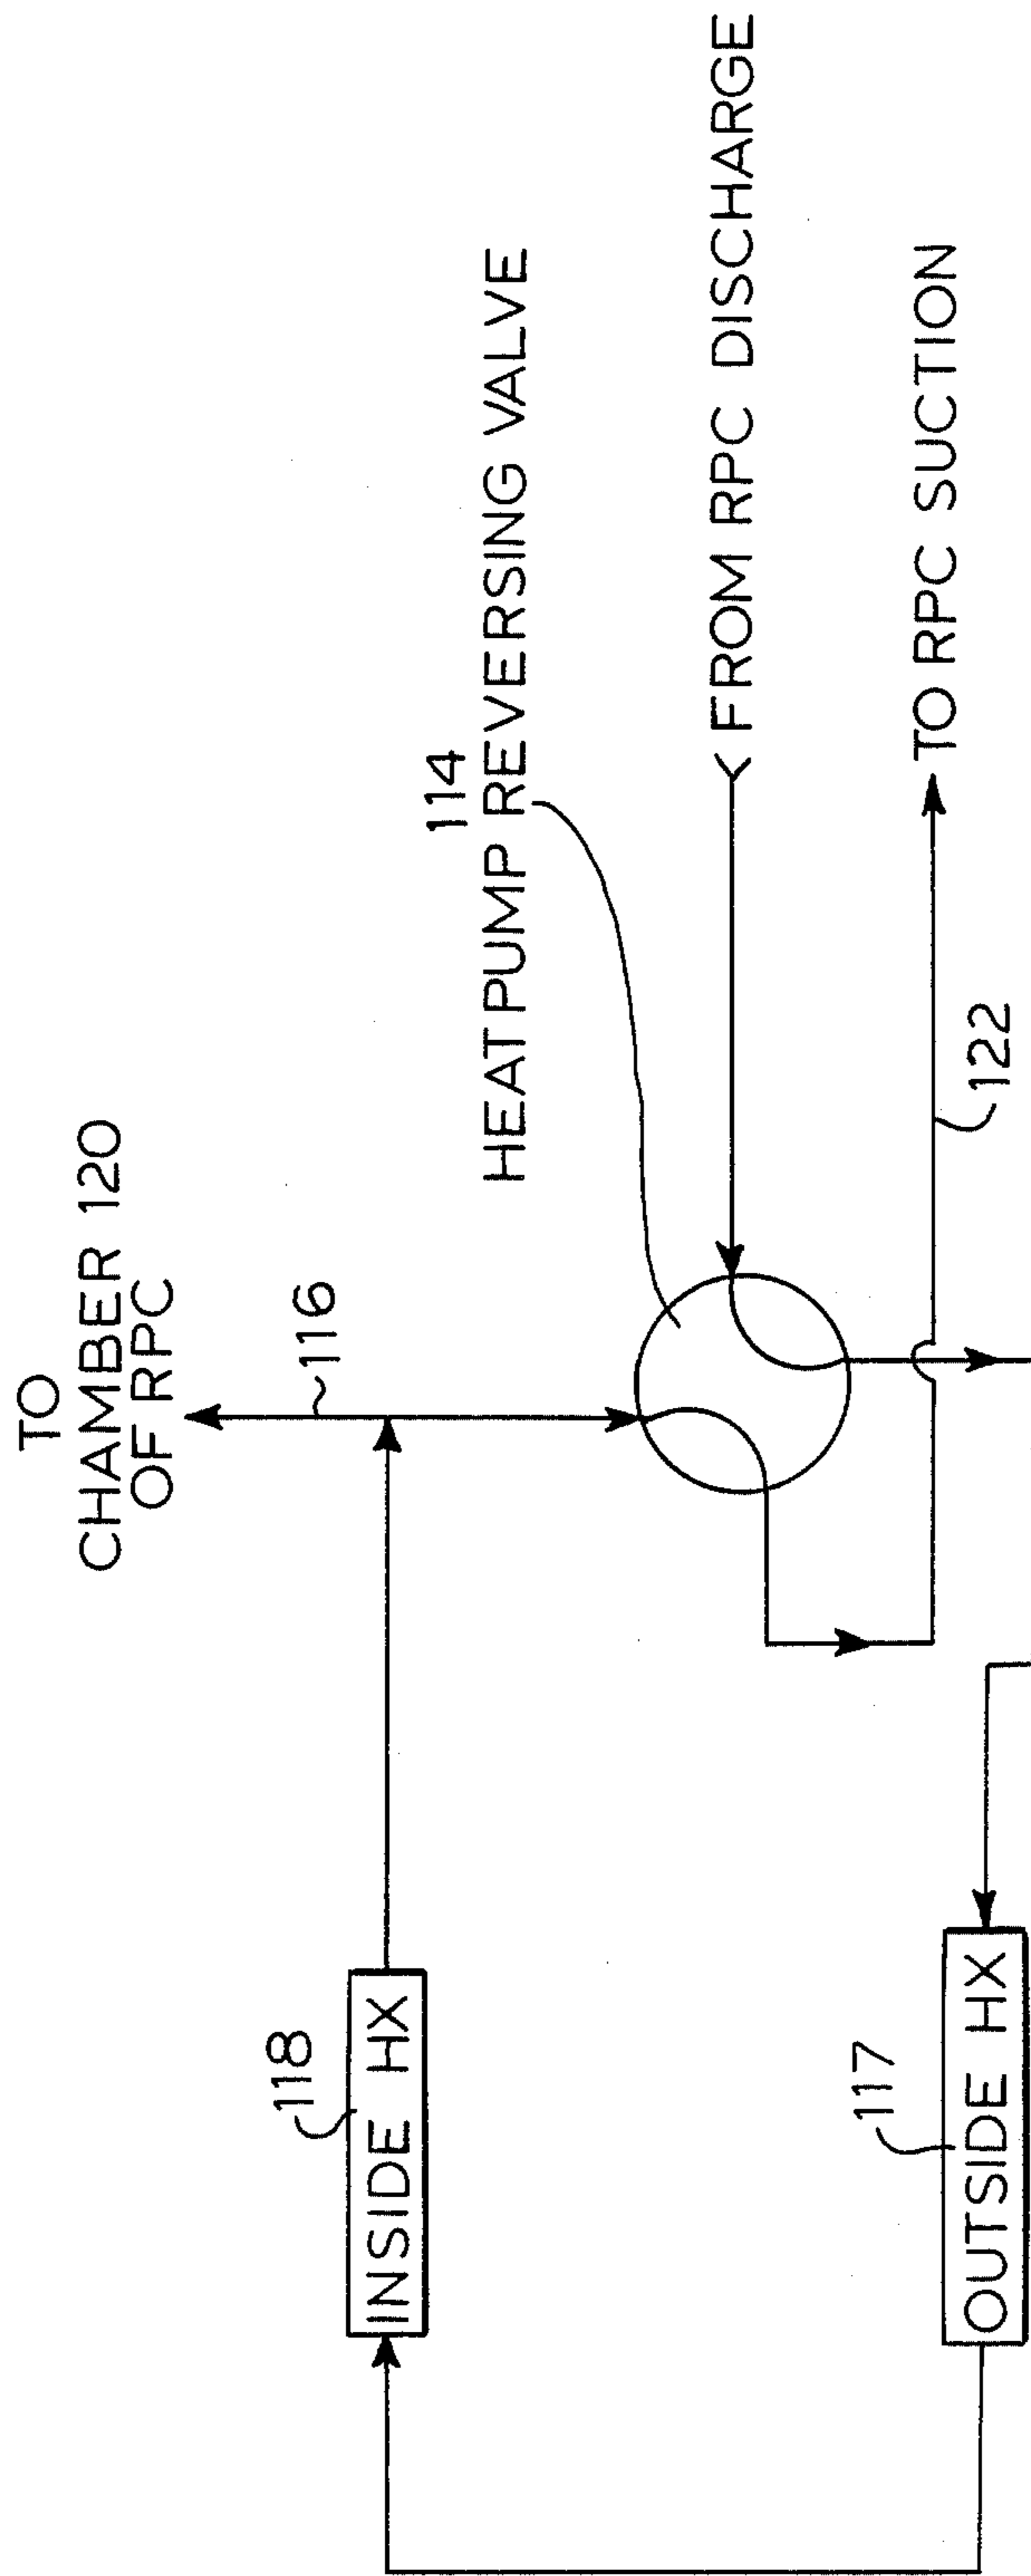 TO
CHAMBER 120
OF RPC
116
118
INSIDE HX
114
HEAT PUMP REVERSING VALVE
FROM RPC DISCHARGE
TO RPC SUCTION
122
117
OUTSIDE HX